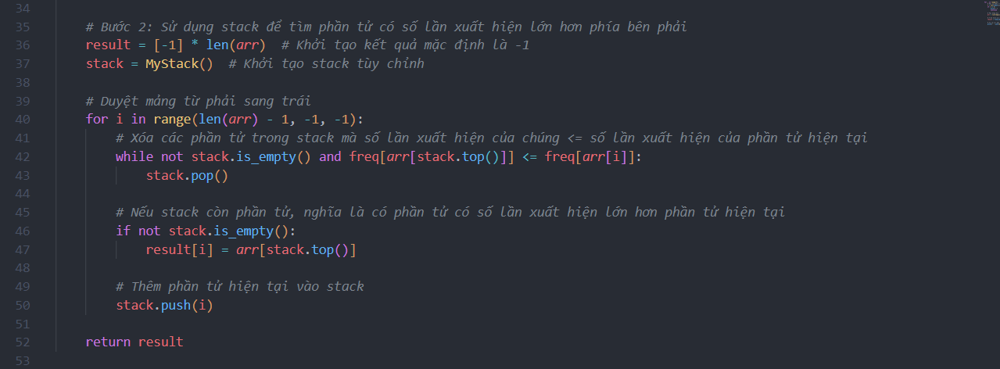 34
35 # Bước 2: Sử dụng stack để tìm phần tử có số lần xuất hiện lớn hơn phía bên phải
36 result = [-1] * len(arr)  # Khởi tạo kết quả mặc định là -1
37 stack = MyStack()  # Khởi tạo stack tùy chỉnh
38
39 # Duyệt mảng từ phải sang trái
40 for i in range(len(arr) - 1, -1, -1):
41     # Xóa các phần tử trong stack mà số lần xuất hiện của chúng <= số lần xuất hiện của phần tử hiện tại
42     while not stack.is_empty() and freq[arr[stack.top()]] <= freq[arr[i]]:
43         stack.pop()
44
45     # Nếu stack còn phần tử, nghĩa là có phần tử có số lần xuất hiện lớn hơn phần tử hiện tại
46     if not stack.is_empty():
47         result[i] = arr[stack.top()]
48
49     # Thêm phần tử hiện tại vào stack
50     stack.push(i)
51
52 return result
53